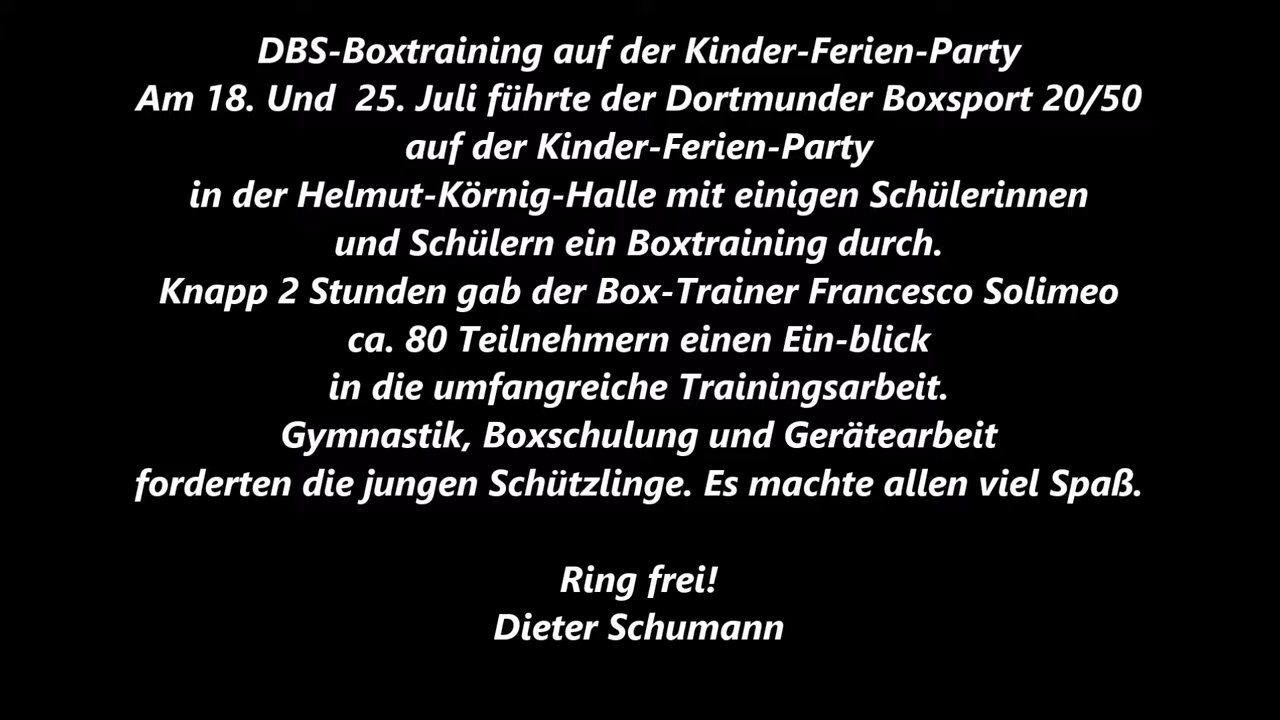 DBS-Boxtraining auf der Kinder-Ferien-Party
Am 18. Und  25. Juli führte der Dortmunder Boxsport 20/50
auf der Kinder-Ferien-Party
in der Helmut-Körnig-Halle mit einigen Schülerinnen
und Schülern ein Boxtraining durch.
Knapp 2 Stunden gab der Box-Trainer Francesco Solimeo
ca. 80 Teilnehmern einen Ein-blick
in die umfangreiche Trainingsarbeit.
Gymnastik, Boxschulung und Gerätearbeit
forderten die jungen Schützlinge. Es machte allen viel Spaß.
Ring frei!
Dieter Schumann